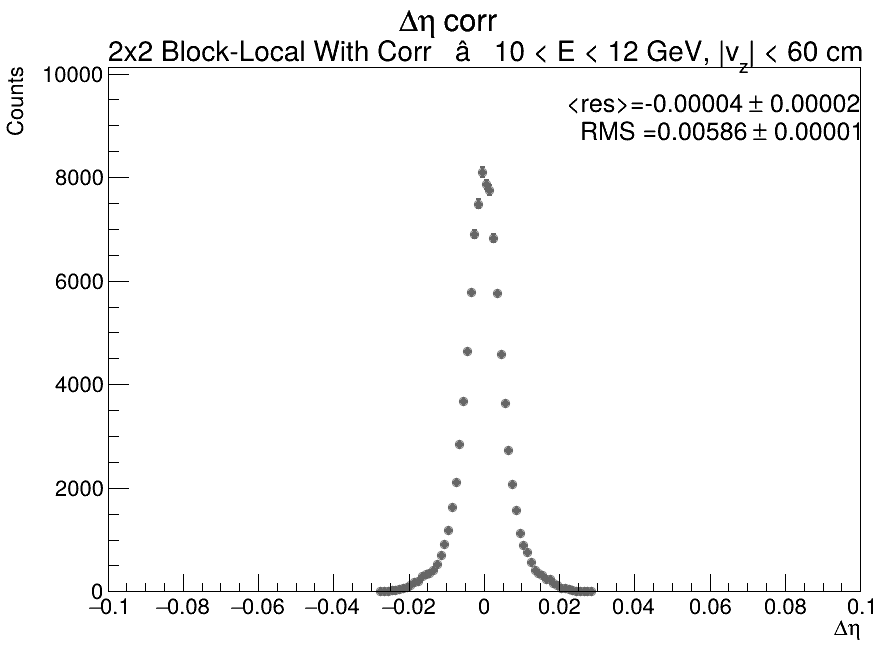 Δη corr
2x2 Block-Local With Corr â 10 < E < 12 GeV, |v_z| < 60 cm
Counts
<res>=-0.00004 ± 0.00002
RMS =0.00586 ± 0.00001
10000
8000
6000
4000
2000
0
−0.1 −0.08 −0.06 −0.04 −0.02 0 0.02 0.04 0.06 0.08 0.1
Δη